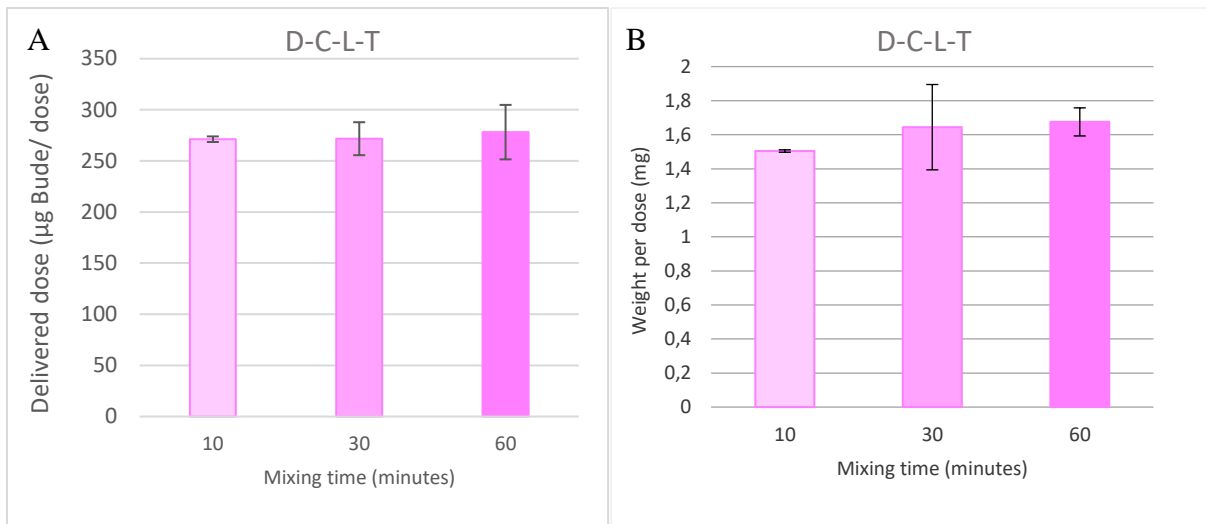 A
D-C-L-T
Delivered dose (µg Bude/ dose)
350
300
250
200
150
100
50
0
10 30 60
Mixing time (minutes)
B
D-C-L-T
Weight per dose (mg)
2
1,8
1,6
1,4
1,2
1
0,8
0,6
0,4
0,2
0
10 30 60
Mixing time (minutes)